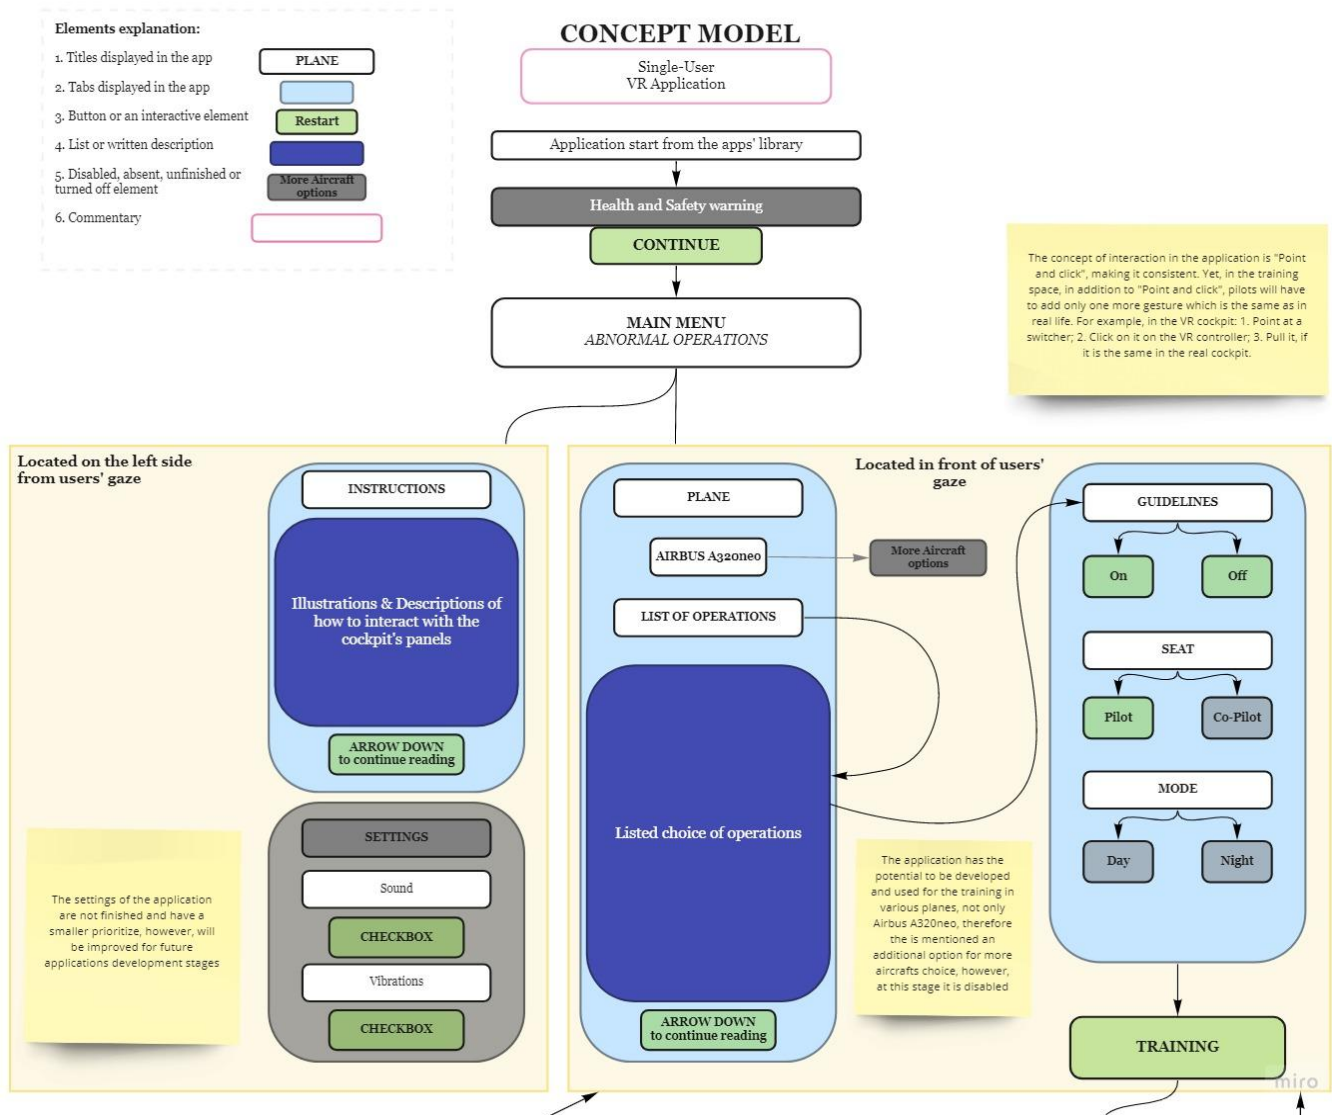 Elements explanation:
1. Titles displayed in the app
PLANE
2. Tabs displayed in the app
3. Button or an interactive element
Restart
4. List or written description
5. Disabled, absent, unfinished or
turned off element
More Aircraft
options
6. Commentary
CONCEPT MODEL
Single-User
VR Application
Application start from the apps' library
Health and Safety warning
CONTINUE
MAIN MENU
ABNORMAL OPERATIONS
The concept of interaction in the application is "Point
and click", making it consistent. Yet, in the training
space, in addition to "Point and click", pilots will have
to add only one more gesture which is the same as in
real life. For example, in the VR cockpit: 1. Point at a
switcher; 2. Click on it on the VR controller; 3. Pull it, if
it is the same in the real cockpit.
Located on the left side
from users' gaze
INSTRUCTIONS
Illustrations & Descriptions of
how to interact with the
cockpit's panels
ARROW DOWN
to continue reading
SETTINGS
Sound
CHECKBOX
Vibrations
CHECKBOX
The settings of the application
are not finished and have a
smaller prioritize, however, will
be improved for future
applications development stages
Located in front of users'
gaze
PLANE
AIRBUS A320neo
More Aircraft
options
LIST OF OPERATIONS
Listed choice of operations
ARROW DOWN
to continue reading
The application has the
potential to be developed
and used for the training in
various planes, not only
Airbus A320neo, therefore
the is mentioned an
additional option for more
aircrafts choice, however,
at this stage it is disabled
GUIDELINES
On
Off
SEAT
Pilot
Co-Pilot
MODE
Day
Night
TRAINING
miro